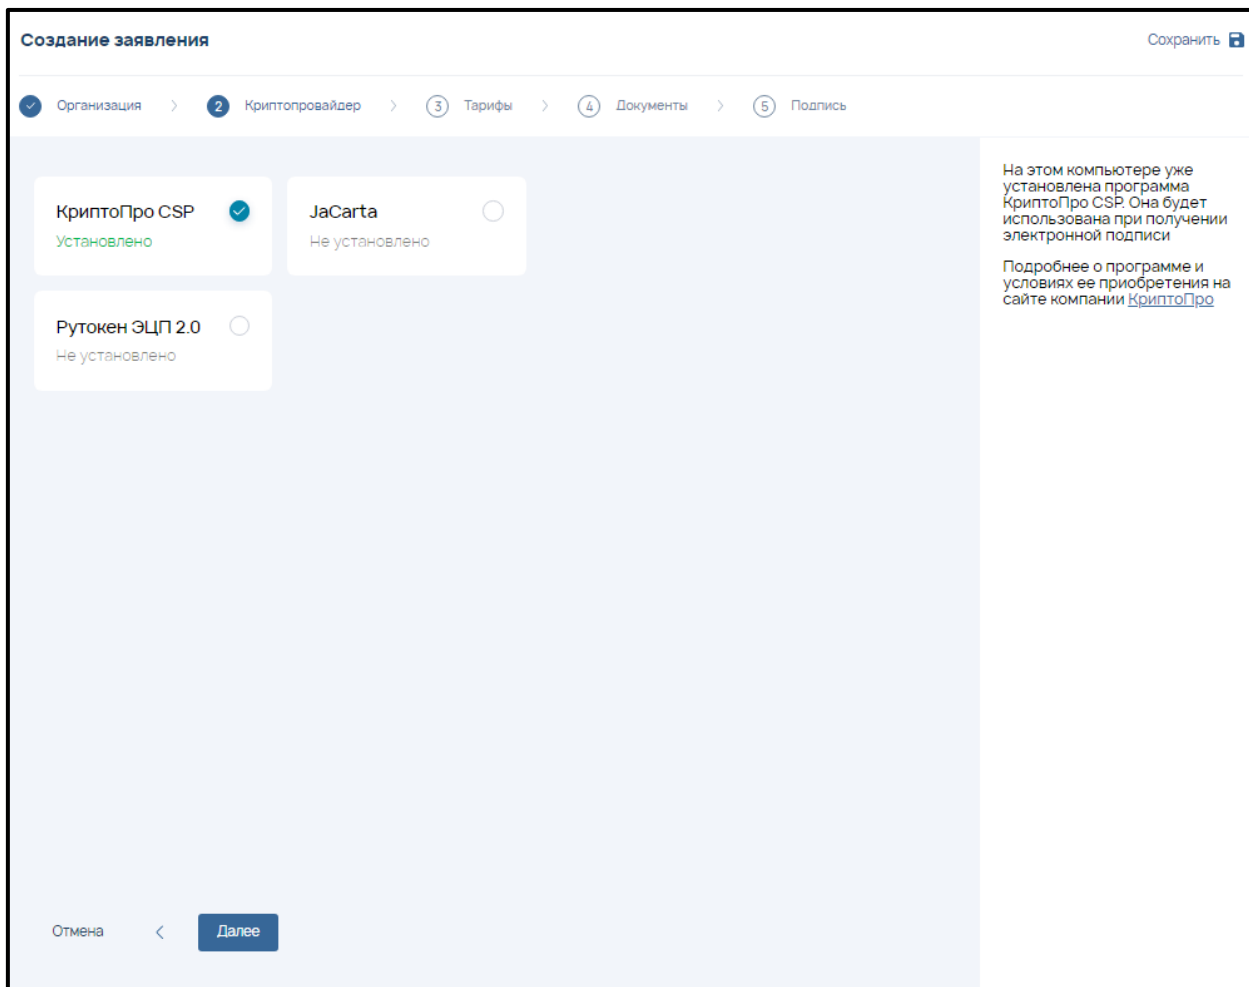 Создание заявления
Сохранить
Организация
2 Криптопровайдер
3 Тарифы
4 Документы
5 Подпись
КриптоПро CSP
Установлено
JaCarta
Не установлено
Рутокен ЭЦП 2.0
Не установлено
На этом компьютере уже
установлена программа
КриптоПро CSP. Она будет
использована при получении
электронной подписи
Подробнее о программе и
условиях ее приобретения на
сайте компании КриптоПро
Отмена
Далее